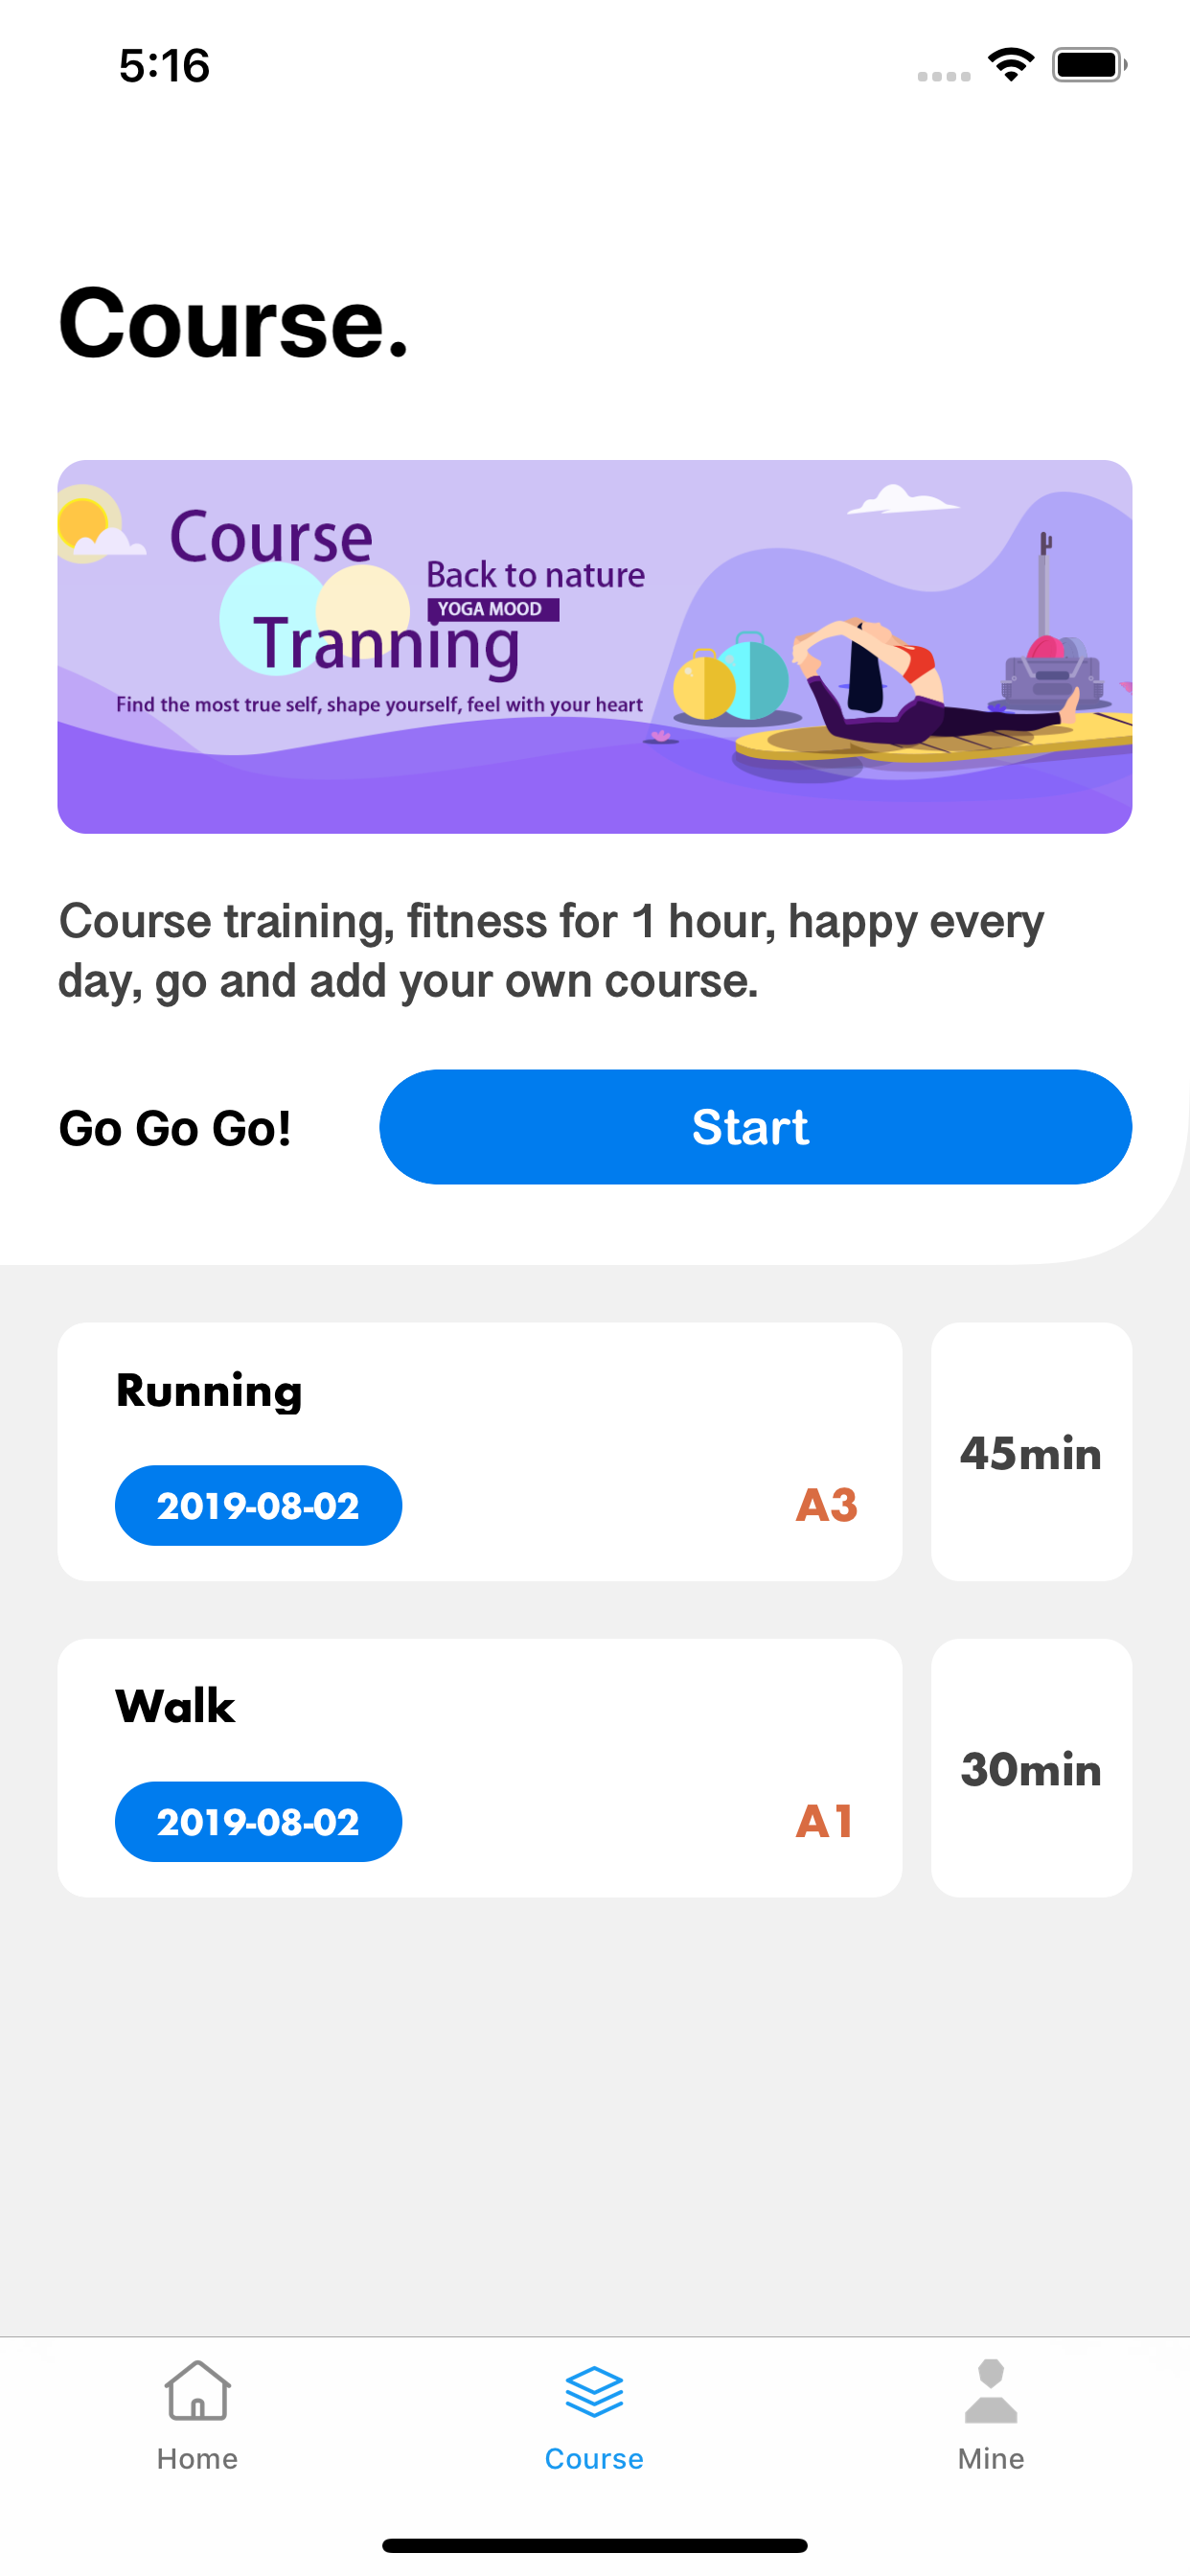 5:16
Course.
Course
Back to nature
YOGA MOOD
Tranning
Find the most true self, shape yourself, feel with your heart
Course training, fitness for 1 hour, happy every
day, go and add your own course.
Go Go Go!
Start
Running
45min
2019-08-02
A3
Walk
30min
2019-08-02
A1
Home
Course
Mine